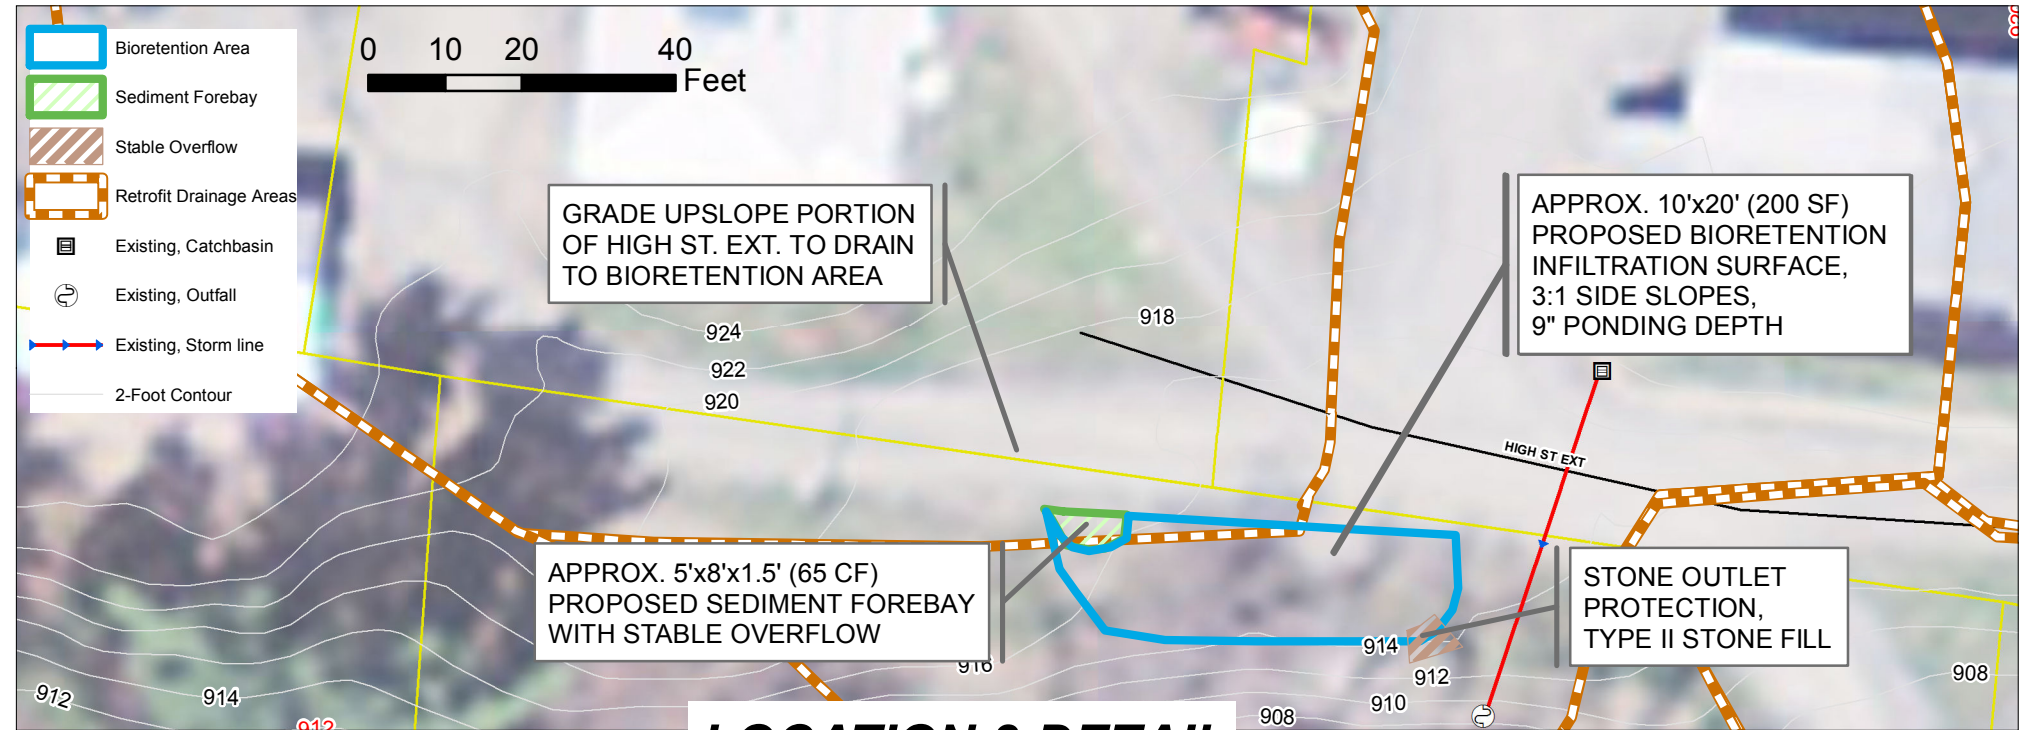 Bioretention Area
Sediment Forebay
Stable Overflow
Retrofit Drainage Areas
Existing, Catchbasin
Existing, Outfall
Existing, Storm line
2-Foot Contour
0 10 20 40
Feet
GRADE UPSLOPE PORTION
OF HIGH ST. EXT. TO DRAIN
TO BIORETENTION AREA
APPROX. 10'x20' (200 SF)
PROPOSED BIORETENTION
INFILTRATION SURFACE,
3:1 SIDE SLOPES,
9" PONDING DEPTH
924
922
920
918
HIGH ST EXT
APPROX. 5'x8'x1.5' (65 CF)
PROPOSED SEDIMENT FOREBAY
WITH STABLE OVERFLOW
STONE OUTLET
PROTECTION,
TYPE II STONE FILL
916
914
912
910
908
908
912
914
912
LOCATION 2 DETAIL